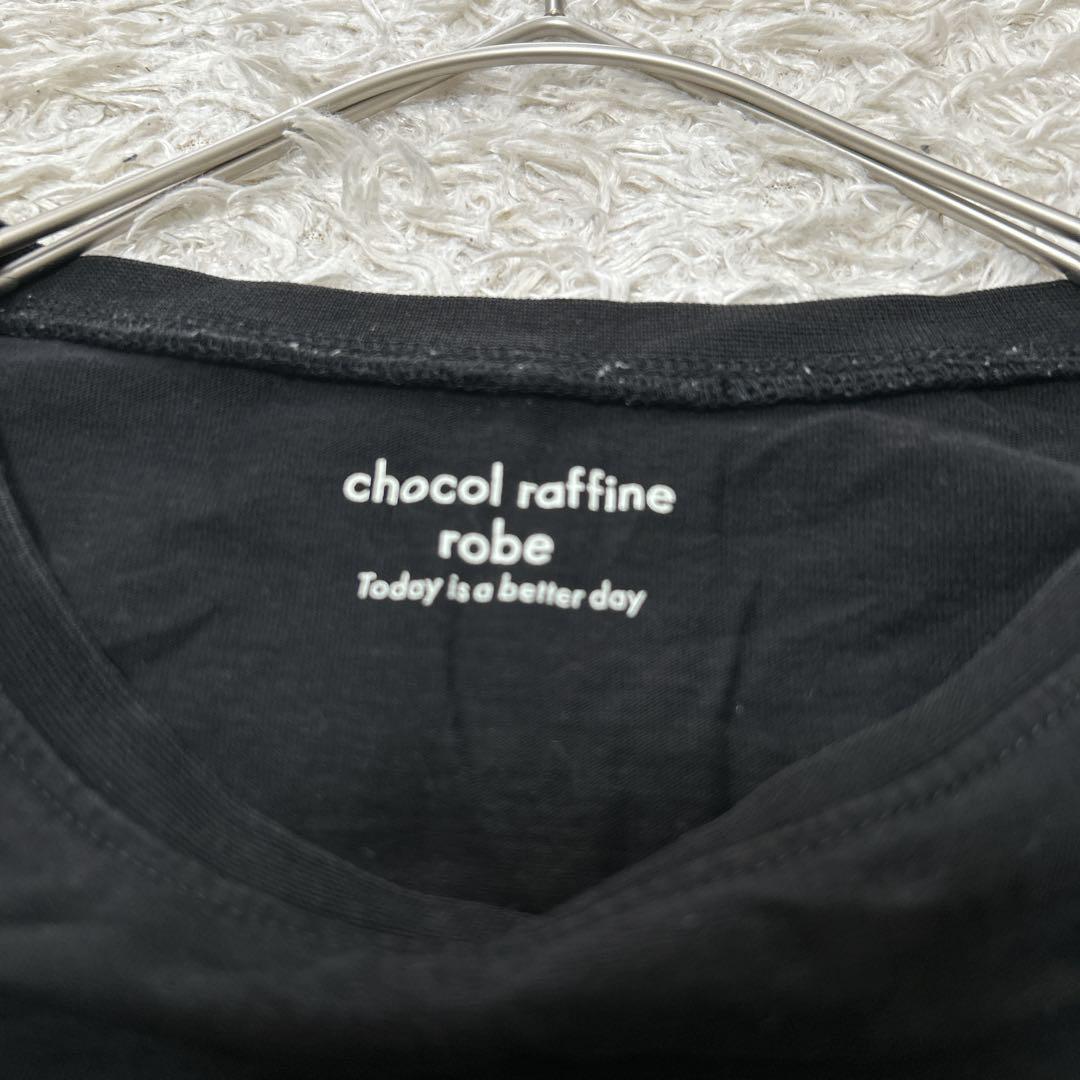 chocol raffine
robe
Today is a better day